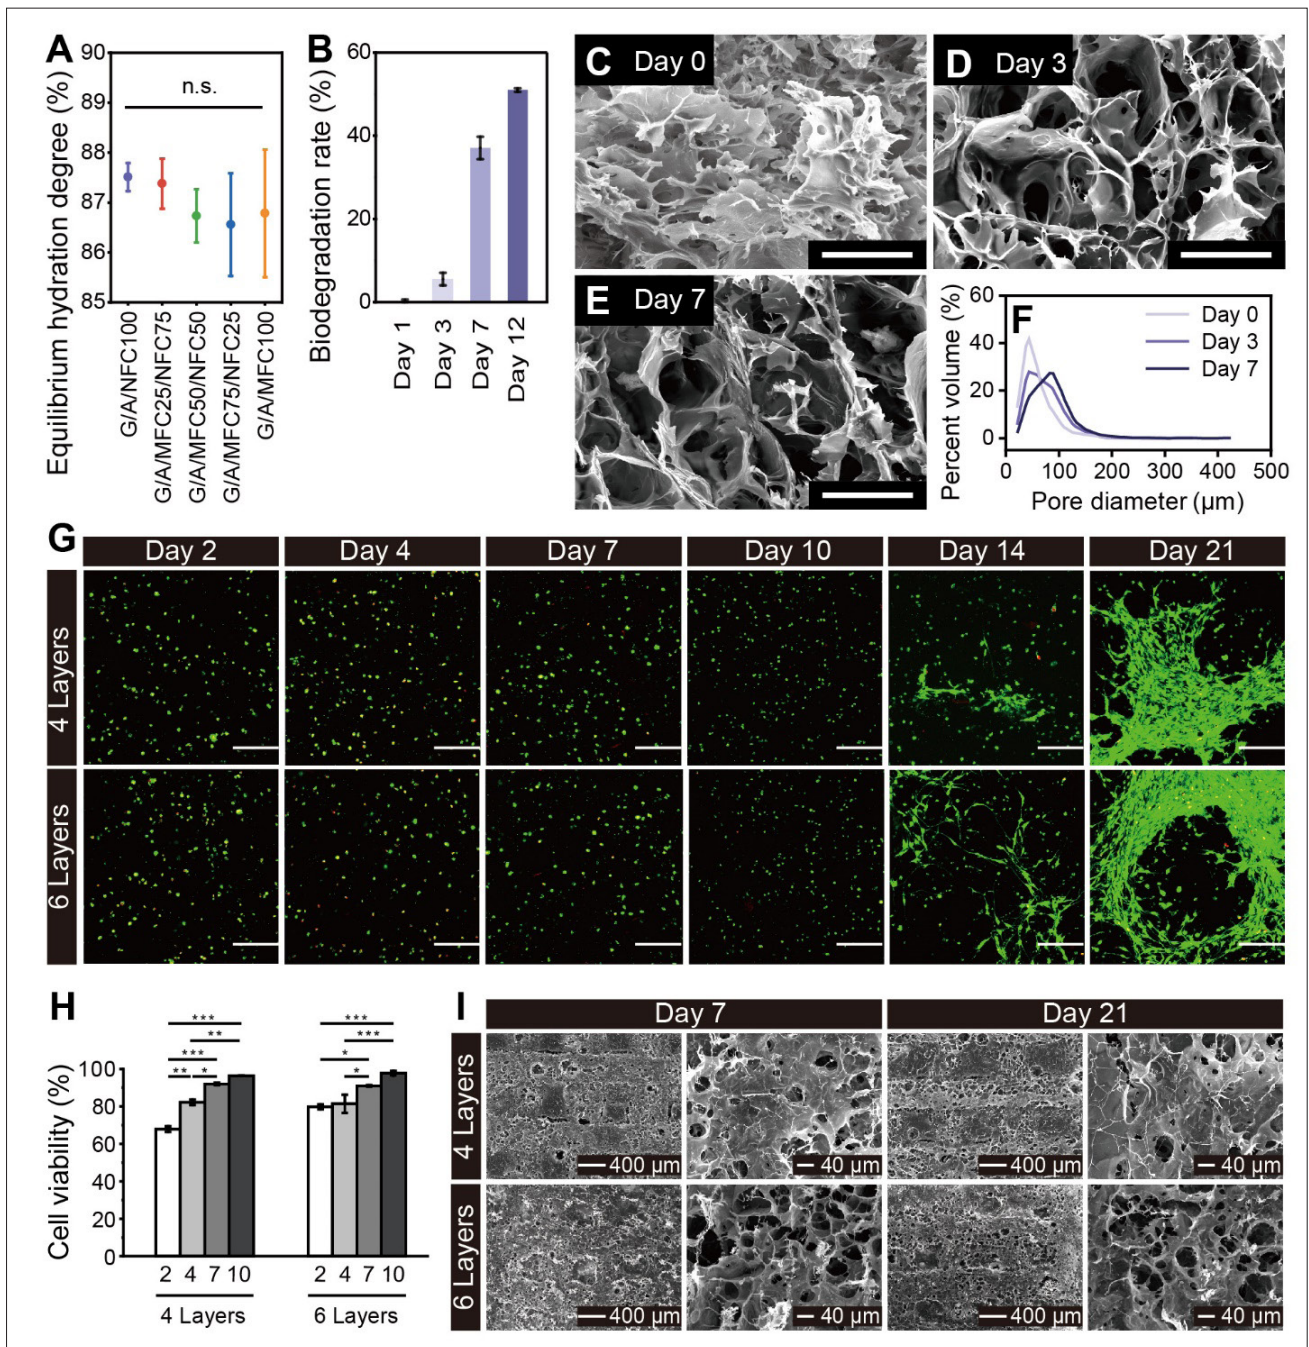 A
Equilibrium hydration degree (%)
90
89
88
87
86
85
n.s.
G/A/NFC100
G/A/MFC25/NFC75
G/A/MFC50/NFC50
G/A/MFC75/NFC25
G/A/MFC100
B
Biodegradation rate (%)
60
40
20
0
Day 1
Day 3
Day 7
Day 12
C Day 0
D Day 3
E Day 7
F
Percent volume (%)
60
40
20
0
Day 0
Day 3
Day 7
0 100 200 300 400 500
Pore diameter (µm)
G
Day 2 Day 4 Day 7 Day 10 Day 14 Day 21
4 Layers
6 Layers
H
Cell viability (%)
100
80
60
40
20
0
*** ***
** ***
*** *
** * *
2 4 7 10 2 4 7 10
4 Layers 6 Layers
I
Day 7 Day 21
4 Layers
400 µm 40 µm 400 µm 40 µm
6 Layers
400 µm 40 µm 400 µm 40 µm